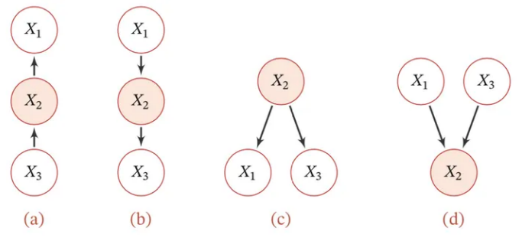 X₁ X₁
X₂ X₁ X₃
X₂ X₂
X₃ X₃ X₁ X₃ X₂
(a) (b) (c) (d)